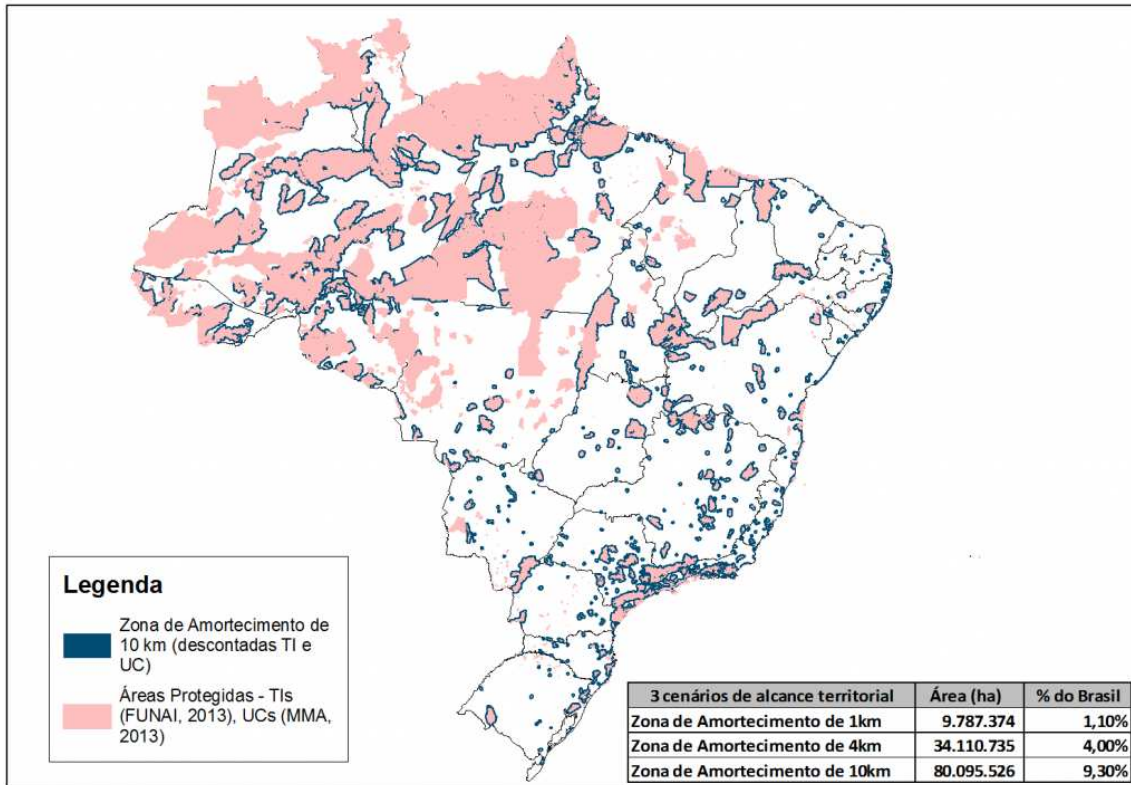 Legenda
Zona de Amortecimento de
10 km (descontadas TI e
UC)
Áreas Protegidas - TIs
(FUNAI, 2013), UCs (MMA,
2013)
3 cenários de alcance territorial Área (ha) % do Brasil
Zona de Amortecimento de 1km 9.787.374 1,10%
Zona de Amortecimento de 4km 34.110.735 4,00%
Zona de Amortecimento de 10km 80.095.526 9,30%